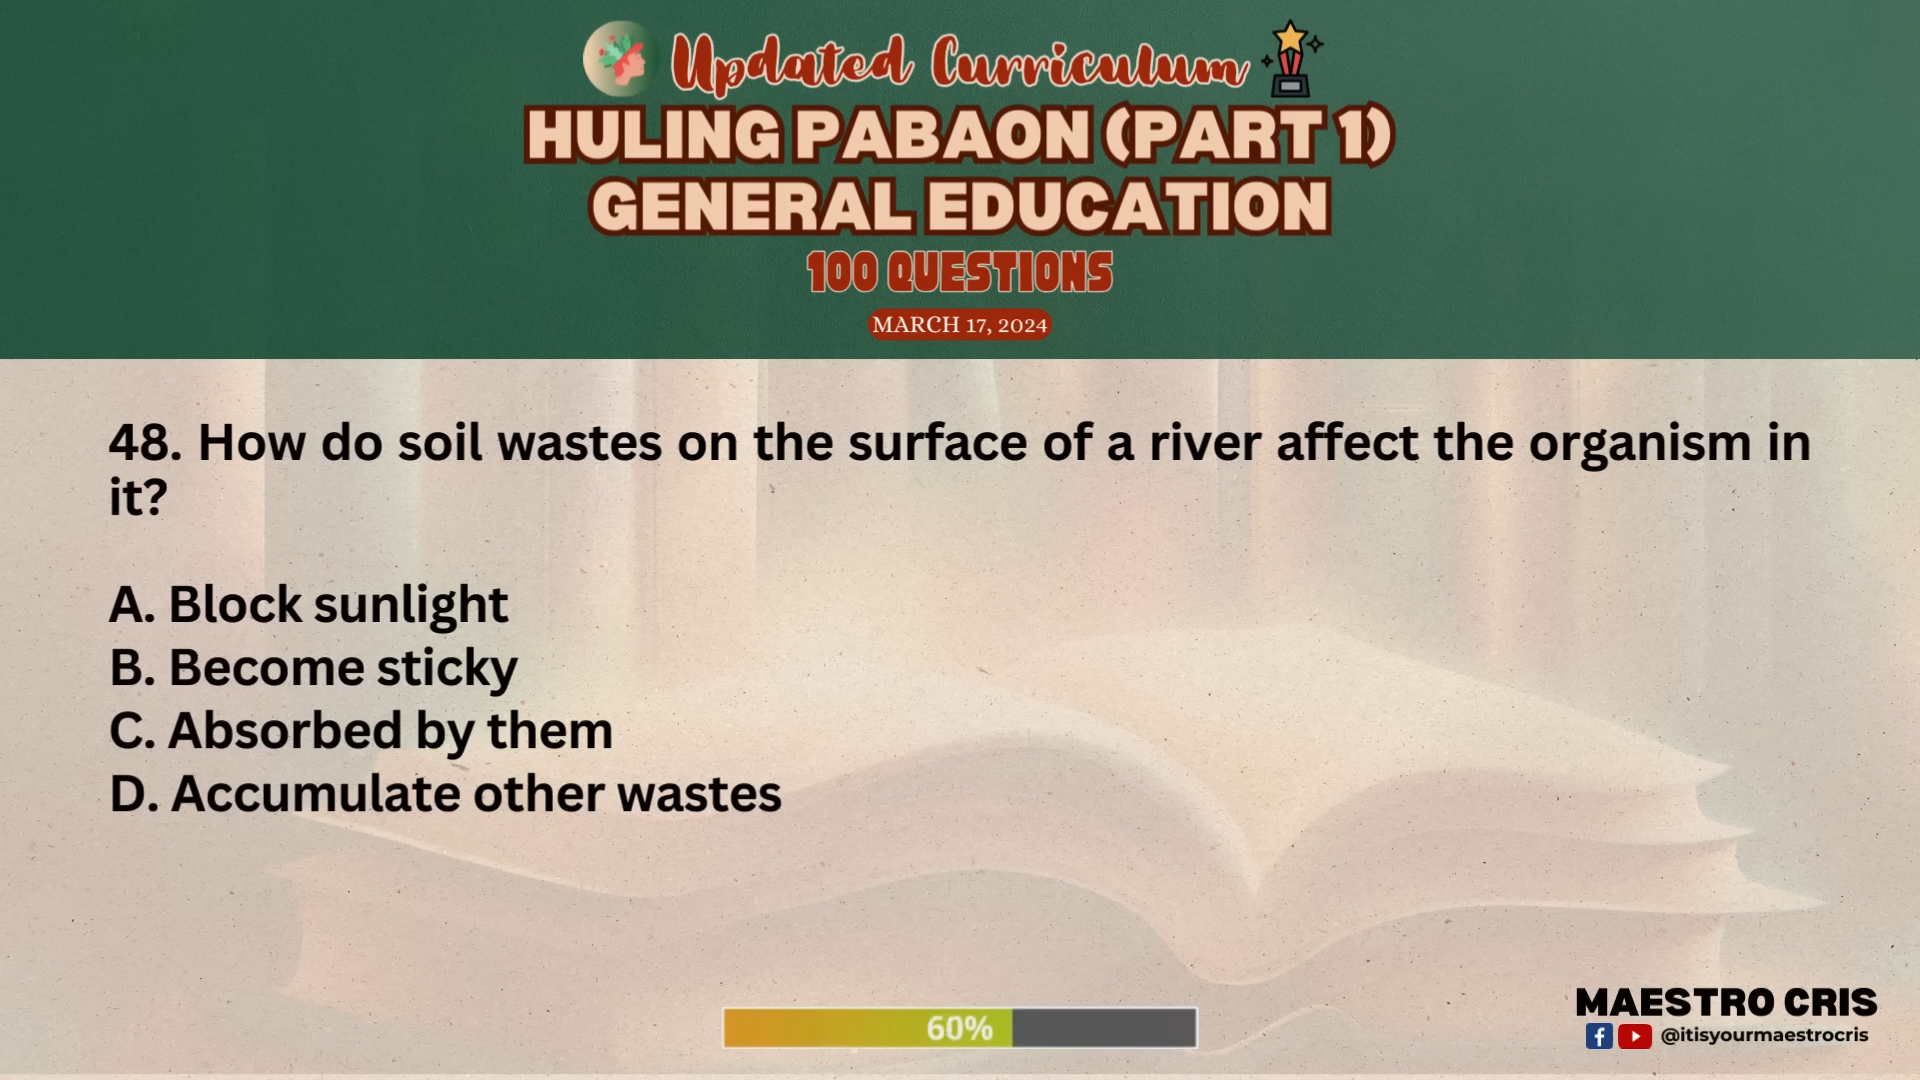 Updated Curriculum
HULING PABAON (PART 1)
GENERAL EDUCATION
100 QUESTIONS
MARCH 17, 2024
48. How do soil wastes on the surface of a river affect the organism in
it?
A. Block sunlight
B. Become sticky
C. Absorbed by them
D. Accumulate other wastes
60%
MAESTRO CRIS
@itisyourmaestrocris